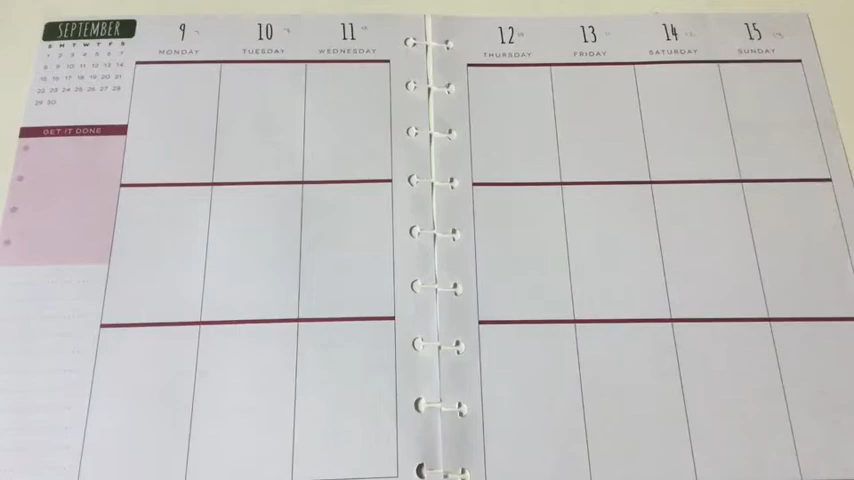 SEPTEMBER
S M T W T F S
1 2 3 4 5 6 7
8 9 10 11 12 13 14
15 16 17 18 19 20 21
22 23 24 25 26 27 28
29 30
GET IT DONE
9
MONDAY
10
TUESDAY
11
WEDNESDAY
12
THURSDAY
13
FRIDAY
14
SATURDAY
15
SUNDAY